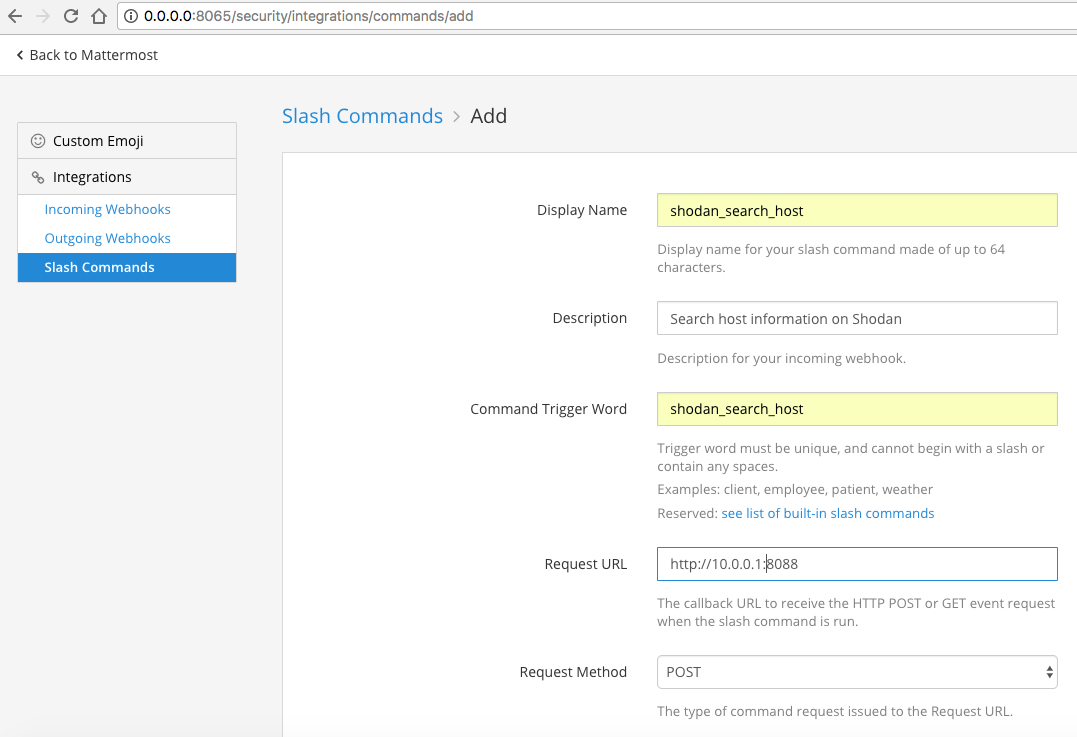 0.0.0.0:8065/security/integrations/commands/add
Back to Mattermost
Slash Commands > Add
Custom Emoji
Integrations
Incoming Webhooks
Outgoing Webhooks
Slash Commands
Display Name
shodan_search_host
Display name for your slash command made of up to 64
characters.
Description
Search host information on Shodan
Description for your incoming webhook.
Command Trigger Word
shodan_search_host
Trigger word must be unique, and cannot begin with a slash or
contain any spaces.
Examples: client, employee, patient, weather
Reserved: see list of built-in slash commands
Request URL
http://10.0.0.1:8088
The callback URL to receive the HTTP POST or GET event request
when the slash command is run.
Request Method
POST
The type of command request issued to the Request URL.